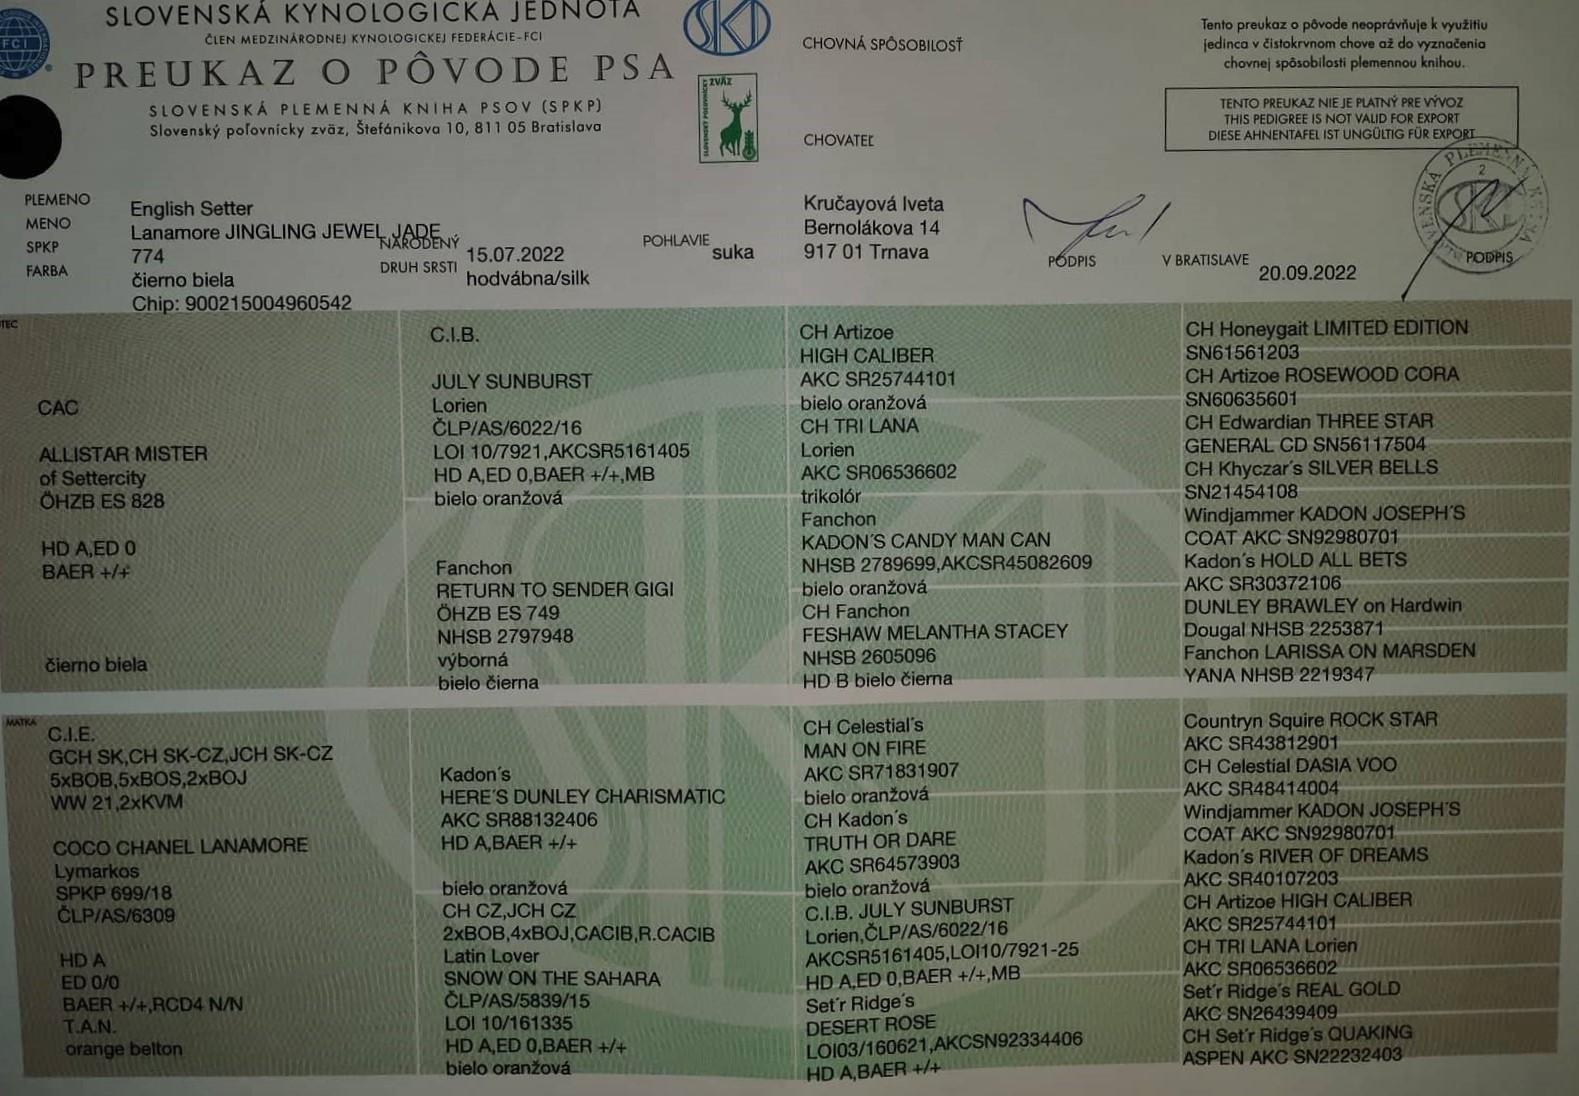 SLOVENSKÁ KYNOLOGICKÁ JEDNOTA
ČLEN MEDZINÁRODNEJ KYNOLOGICKEJ FEDERÁCIE-FCI
PREUKAZ O PÔVODE PSA
SLOVENSKÁ PLEMENNÁ KNIHA PSOV (SPKP)
Slovenský poľovnícky zväz, Štefánikova 10, 811 05 Bratislava
FCI
SKJ
SLOVENSKÝ POĽOVNÍCKY ZVÄZ
CHOVNÁ SPÔSOBILOSŤ
CHOVATEĽ
Tento preukaz o pôvode neoprávňuje k využitiu
jedinca v čistokrvnom chove až do vyznačenia
chovnej spôsobilosti plemennou knihou.
TENTO PREUKAZ NIE JE PLATNÝ PRE VÝVOZ
THIS PEDIGREE IS NOT VALID FOR EXPORT
DIESE AHNENTAFEL IST UNGÜLTIG FÜR EXPORT
PLEMENO English Setter
MENO Lanamore JINGLING JEWEL JADE
SPKP 774
NARODENÝ 15.07.2022
POHLAVIE suka
FARBA čierno biela
DRUH SRSTI hodvábna/silk
Chip: 900215004960542
Kručayová Iveta
Bernolákova 14
917 01 Trnava
PODPIS
V BRATISLAVE 20.09.2022
SLOVENSKÁ PLEMENNÁ KNIHA
2
PODPIS
OTEC
CAC
ALLISTAR MISTER
of Settercity
ÖHZB ES 828
HD A,ED 0
BAER +/+
čierno biela
C.I.B.
JULY SUNBURST
Lorien
ČLP/AS/6022/16
LOI 10/7921,AKCSR5161405
HD A,ED 0,BAER +/+,MB
bielo oranžová
Fanchon
RETURN TO SENDER GIGI
ÖHZB ES 749
NHSB 2797948
výborná
bielo čierna
CH Artizoe
HIGH CALIBER
AKC SR25744101
bielo oranžová
CH TRI LANA
Lorien
AKC SR06536602
trikolór
Fanchon
KADON´S CANDY MAN CAN
NHSB 2789699,AKCSR45082609
bielo oranžová
CH Fanchon
FESHAW MELANTHA STACEY
NHSB 2605096
HD B bielo čierna
CH Honeygait LIMITED EDITION
SN61561203
CH Artizoe ROSEWOOD CORA
SN60635601
CH Edwardian THREE STAR
GENERAL CD SN56117504
CH Khyczar´s SILVER BELLS
SN21454108
Windjammer KADON JOSEPH´S
COAT AKC SN92980701
Kadon´s HOLD ALL BETS
AKC SR30372106
DUNLEY BRAWLEY on Hardwin
Dougal NHSB 2253871
Fanchon LARISSA ON MARSDEN
YANA NHSB 2219347
MATKA
C.I.E.
GCH SK,CH SK-CZ,JCH SK-CZ
5xBOB,5xBOS,2xBOJ
WW 21,2xKVM
COCO CHANEL LANAMORE
Lymarkos
SPKP 699/18
ČLP/AS/6309
HD A
ED 0/0
BAER +/+,RCD4 N/N
T.A.N.
orange belton
Kadon´s
HERE´S DUNLEY CHARISMATIC
AKC SR88132406
HD A,BAER +/+
bielo oranžová
CH CZ,JCH CZ
2xBOB,4xBOJ,CACIB,R.CACIB
Latin Lover
SNOW ON THE SAHARA
ČLP/AS/5839/15
LOI 10/161335
HD A,ED 0,BAER +/+
bielo oranžová
CH Celestial´s
MAN ON FIRE
AKC SR71831907
bielo oranžová
CH Kadon´s
TRUTH OR DARE
AKC SR64573903
bielo oranžová
C.I.B. JULY SUNBURST
Lorien,ČLP/AS/6022/16
AKCSR5161405,LOI10/7921-25
HD A,ED 0,BAER +/+,MB
Set'r Ridge´s
DESERT ROSE
LOI03/160621,AKCSN92334406
HD A,BAER +/+
Countryn Squire ROCK STAR
AKC SR43812901
CH Celestial DASIA VOO
AKC SR48414004
Windjammer KADON JOSEPH´S
COAT AKC SN92980701
Kadon´s RIVER OF DREAMS
AKC SR40107203
CH Artizoe HIGH CALIBER
AKC SR25744101
CH TRI LANA Lorien
AKC SR06536602
Set'r Ridge´s REAL GOLD
AKC SN26439409
CH Set'r Ridge´s QUAKING
ASPEN AKC SN22232403